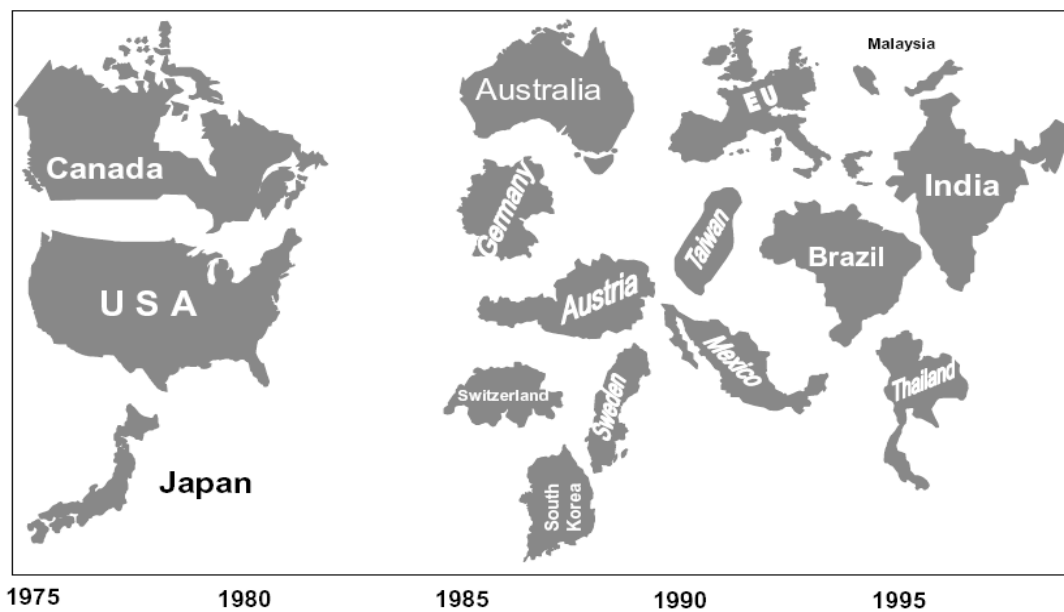 Malaysia
Australia
EU
Canada
Germany
India
Taiwan
Brazil
USA
Austria
Mexico
Thailand
Switzerland
Sweden
Japan
South
Korea
1975 1980 1985 1990 1995